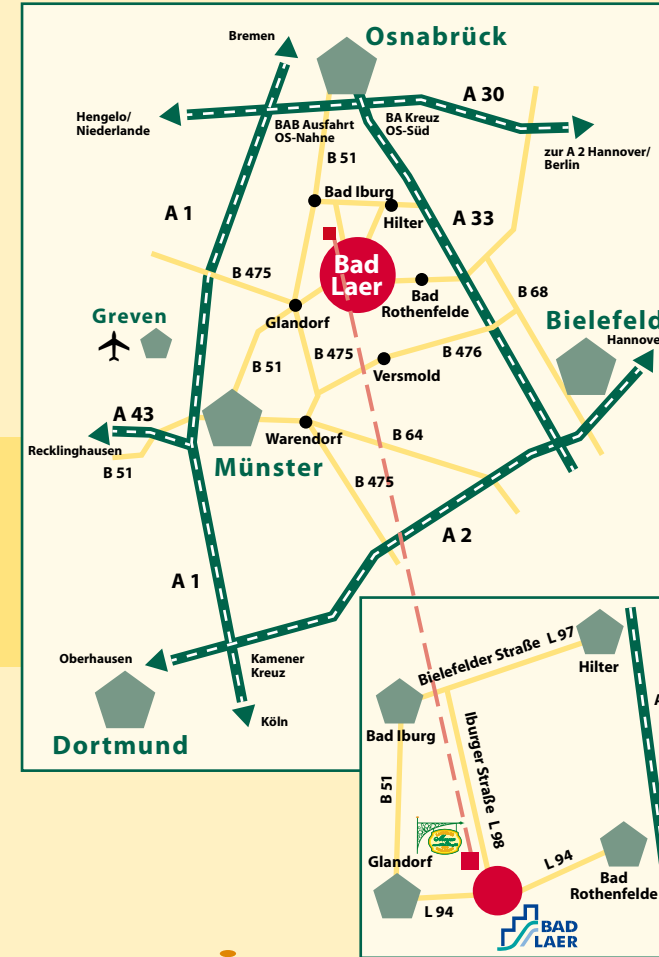 Bremen
Osnabrück
A 30
Hengelo/
Niederlande
BAB Ausfahrt
OS-Nahne
BA Kreuz
OS-Süd
zur A 2 Hannover/
Berlin
B 51
Bad Iburg
Hilter
A 1
A 33
Bad
Laer
B 475
Bad
Rothenfelde
B 68
Greven
Glandorf
Bielefeld
Hannove
B 51
B 475
B 476
Versmold
A 43
Recklinghausen
B 51
Warendorf
B 64
Münster
B 475
A 2
A 1
Oberhausen
Kamener
Kreuz
Köln
Dortmund
Bielefelder Straße L 97
Hilter
A
Bad Iburg
Iburger Straße L 98
B 51
Glandorf
L 94
Bad
Rothenfelde
L 94
BAD
LAER